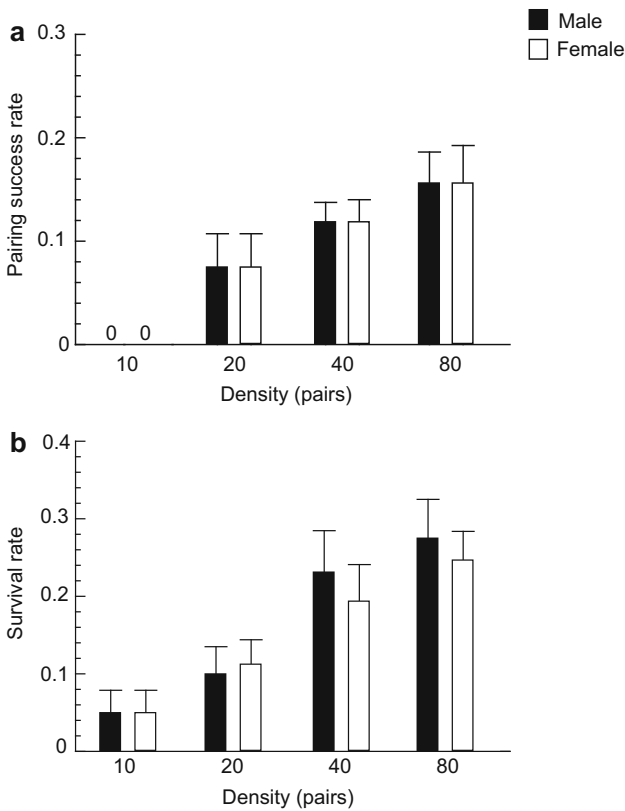 Male
Female
a
Pairing success rate
0.3
0.2
0.1
0
0 0
10 20 40 80
Density (pairs)
b
Survival rate
0.4
0.3
0.2
0.1
0
10 20 40 80
Density (pairs)